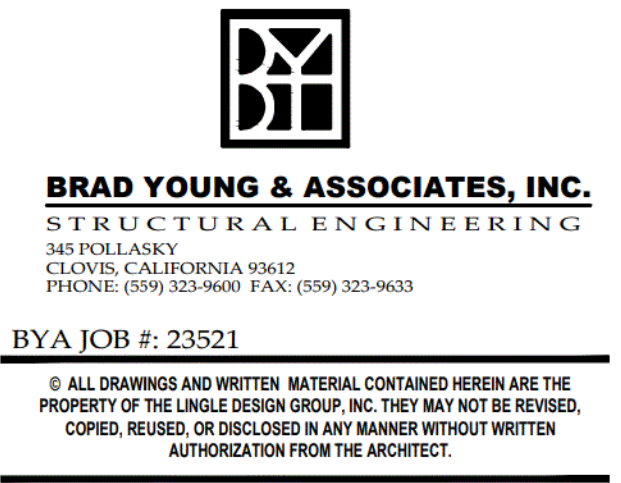 BRAD YOUNG & ASSOCIATES, INC.
STRUCTURAL ENGINEERING
345 POLLASKY
CLOVIS, CALIFORNIA 93612
PHONE: (559) 323-9600 FAX: (559) 323-9633
BYA JOB #: 23521
© ALL DRAWINGS AND WRITTEN MATERIAL CONTAINED HEREIN ARE THE
PROPERTY OF THE LINGLE DESIGN GROUP, INC. THEY MAY NOT BE REVISED,
COPIED, REUSED, OR DISCLOSED IN ANY MANNER WITHOUT WRITTEN
AUTHORIZATION FROM THE ARCHITECT.